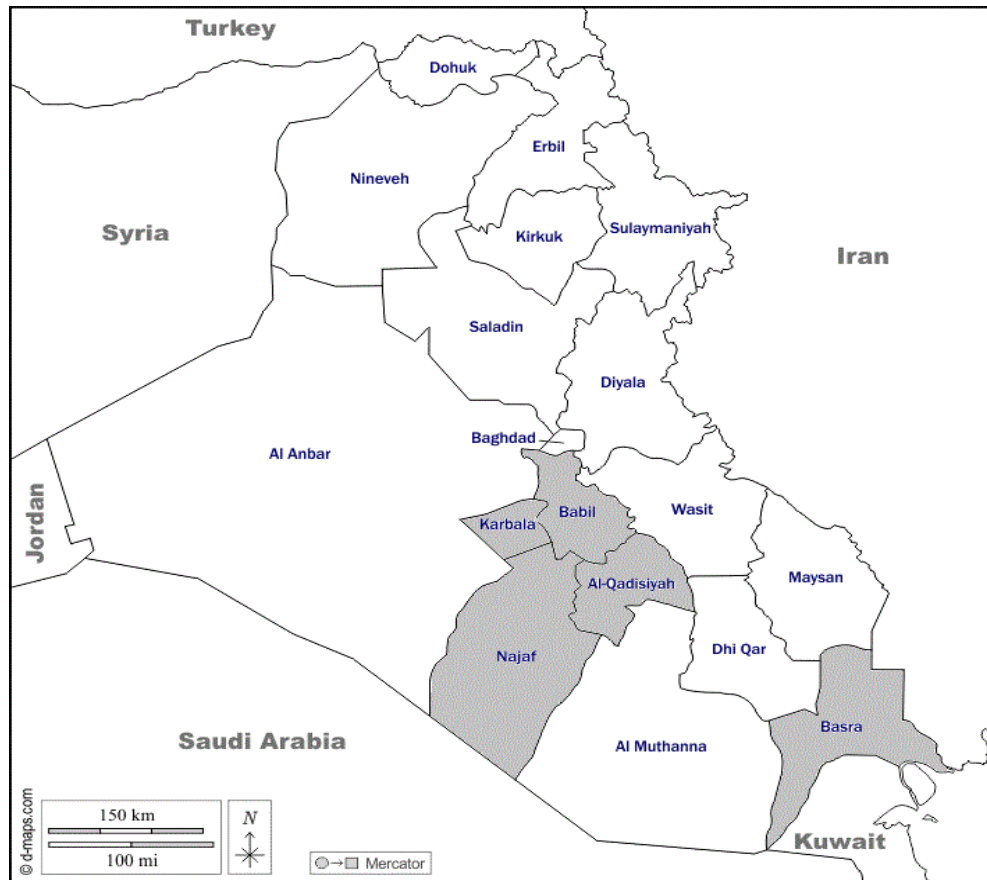 Turkey
Dohuk
Erbil
Nineveh
Syria
Kirkuk
Sulaymaniyah
Iran
Saladin
Diyala
Baghdad
Al Anbar
Jordan
Karbala
Babil
Wasit
Al-Qadisiyah
Maysan
Najaf
Dhi Qar
Saudi Arabia
Al Muthanna
Basra
Kuwait
© d-maps.com
150 km
100 mi
N
Mercator